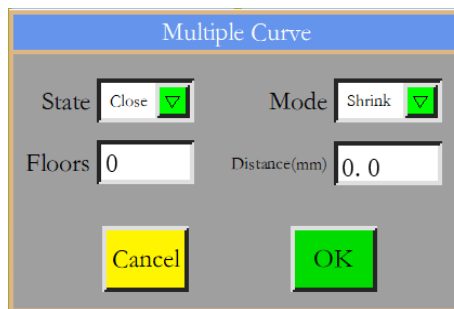 Multiple Curve
State Close Mode Shrink
Floors 0 Distance(mm) 0.0
Cancel OK